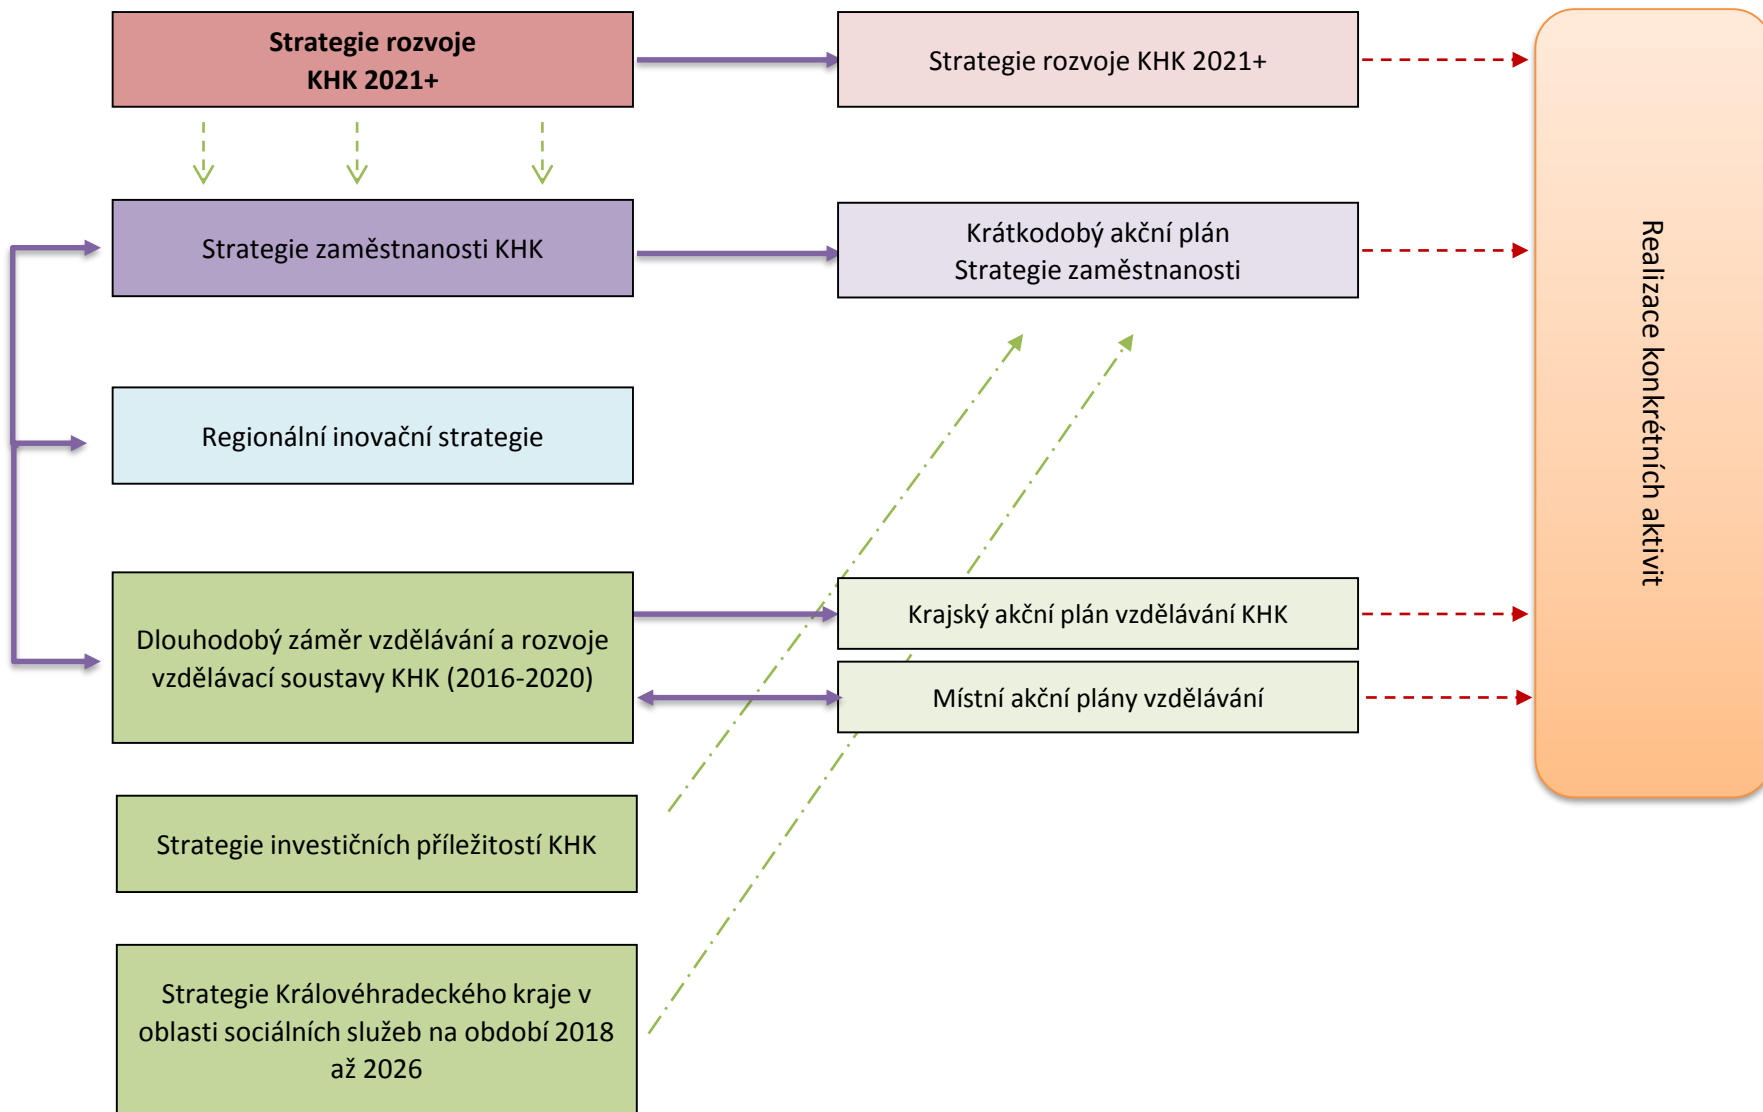 Strategie rozvoje
KHK 2021+
Strategie rozvoje KHK 2021+
Strategie zaměstnanosti KHK
Krátkodobý akční plán
Strategie zaměstnanosti
Regionální inovační strategie
Dlouhodobý záměr vzdělávání a rozvoje
vzdělávací soustavy KHK (2016-2020)
Krajský akční plán vzdělávání KHK
Místní akční plány vzdělávání
Strategie investičních příležitostí KHK
Strategie Královéhradeckého kraje v
oblasti sociálních služeb na období 2018
až 2026
Realizace konkrétních aktivit